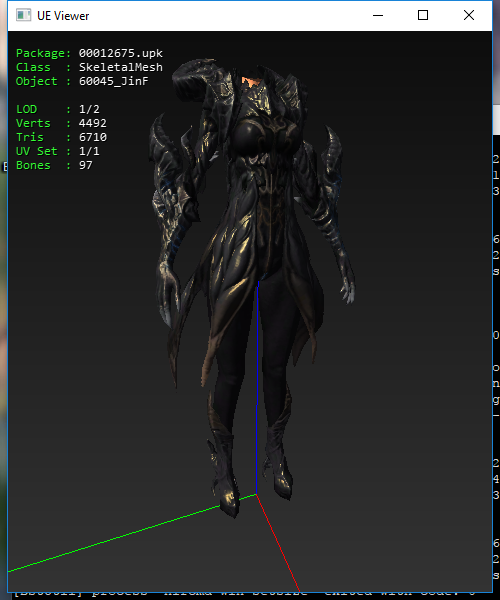 UE Viewer
Package: 00012675.upk
Class  : SkeletalMesh
Object : 60045_JinF
LOD    : 1/2
Verts  : 4492
Tris   : 6710
UV Set : 1/1
Bones  : 97